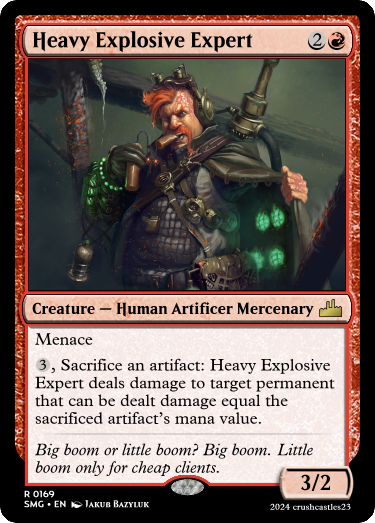 Heavy Explosive Expert 2
Creature — Human Artificer Mercenary
Menace
3, Sacrifice an artifact: Heavy Explosive
Expert deals damage to target permanent
that can be dealt damage equal the
sacrificed artifact's mana value.
Big boom or little boom? Big boom. Little
boom only for cheap clients.
3/2
R 0169
SMG • EN Jakub Bazyluk
2024 crushcastles23